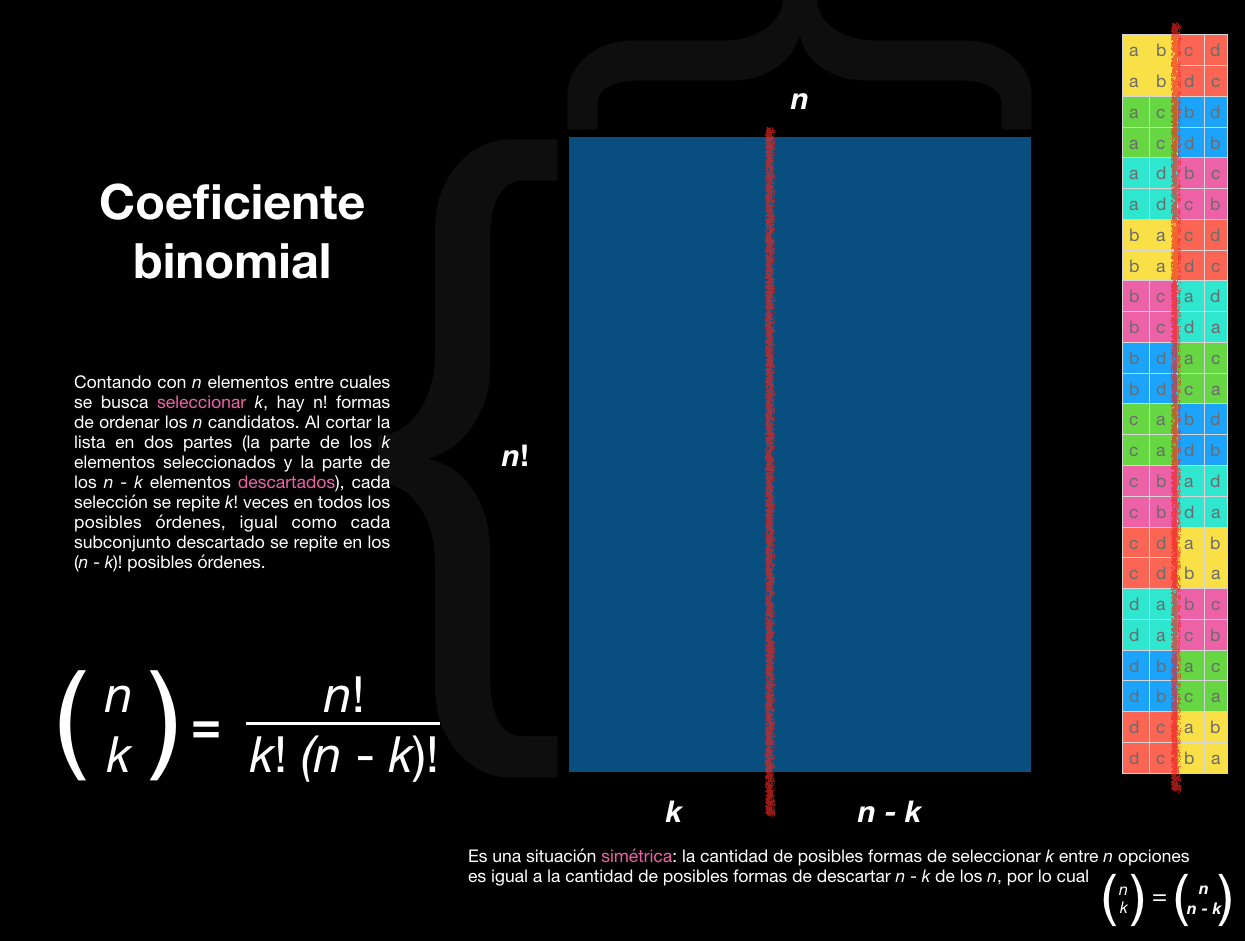 Coeficiente
binomial
Contando con n elementos entre cuales
se busca seleccionar k, hay n! formas
de ordenar los n candidatos. Al cortar la
lista en dos partes (la parte de los k
elementos seleccionados y la parte de
los n - k elementos descartados), cada
selección se repite k! veces en todos los
posibles órdenes, igual como cada
subconjunto descartado se repite en los
(n - k)! posibles órdenes.
(n
k) = n!
k! (n - k)!
n
n!
k n - k
Es una situación simétrica: la cantidad de posibles formas de seleccionar k entre n opciones
es igual a la cantidad de posibles formas de descartar n - k de los n, por lo cual
(n
k) = (n
n - k)
a b c d
a b d c
a c b d
a c d b
a d b c
a d c b
b a c d
b a d c
b c a d
b c d a
b d a c
b d c a
c a b d
c a d b
c b a d
c b d a
c d a b
c d b a
d a b c
d a c b
d b a c
d b c a
d c a b
d c b a